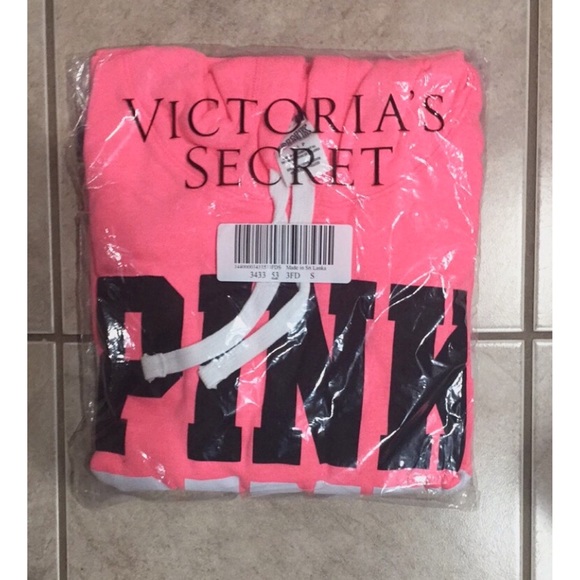 VICTORIA'S
SECRET
Made in Sri Lanka
3433 53 3FD S
PINK